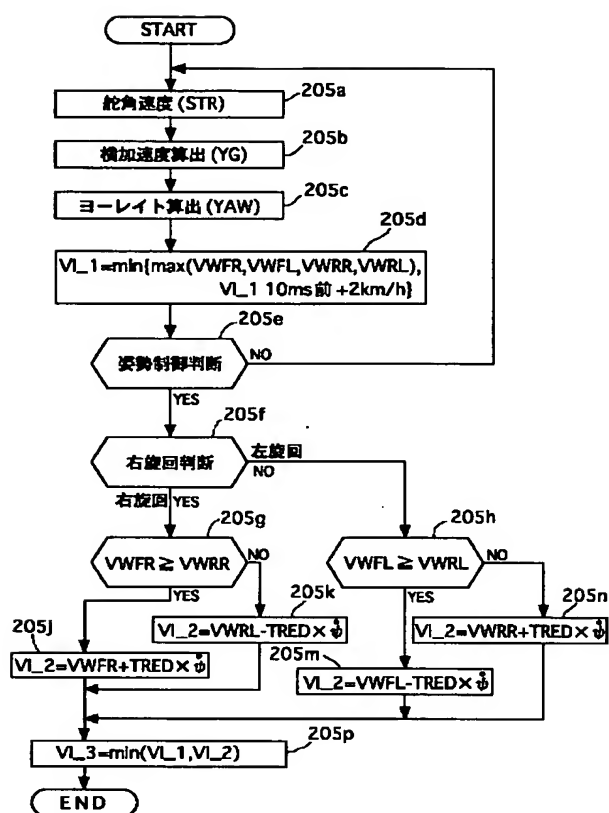 START
舵角速度 (STR)
205a
横加速度算出 (YG)
205b
ヨーレイト算出 (YAW)
205c
205d
VI_1=min{max(VWFR,VWFL,VWRR,VWRL),
VI_1 10ms前 +2km/h}
205e
姿勢制御判断
NO
YES
205f
右旋回判断
左旋回
NO
右旋回 YES
205g
VWFR ≧ VWRR
NO
YES
205h
VWFL ≧ VWRL
NO
YES
205k
VI_2=VWRL-TRED×ψ̊
205n
VI_2=VWRR+TRED×ψ̊
205j
VI_2=VWFR+TRED×ψ̊
205m
VI_2=VWFL-TRED×ψ̊
VI_3=min(VI_1,VI_2)
205p
END